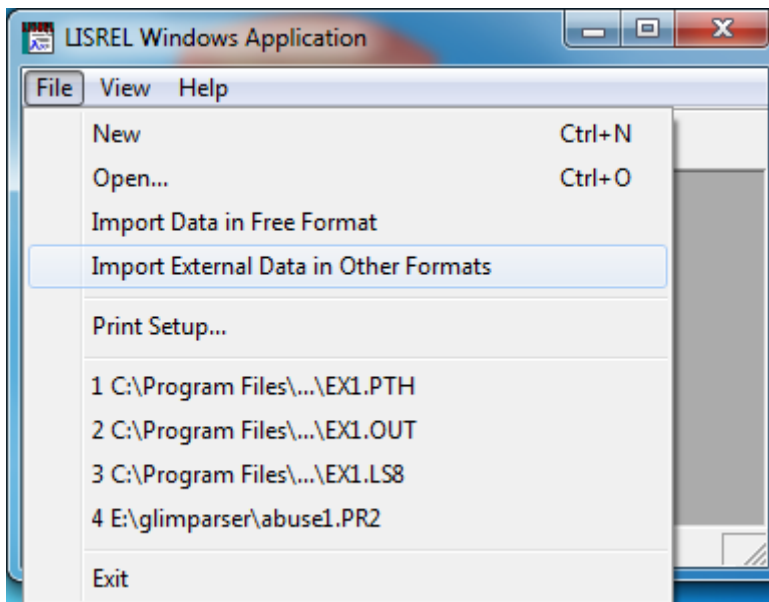 LISREL Windows Application
File View Help
New Ctrl+N
Open... Ctrl+O
Import Data in Free Format
Import External Data in Other Formats
Print Setup...
1 C:\Program Files\...\EX1.PTH
2 C:\Program Files\...\EX1.OUT
3 C:\Program Files\...\EX1.LS8
4 E:\glimparser\abuse1.PR2
Exit